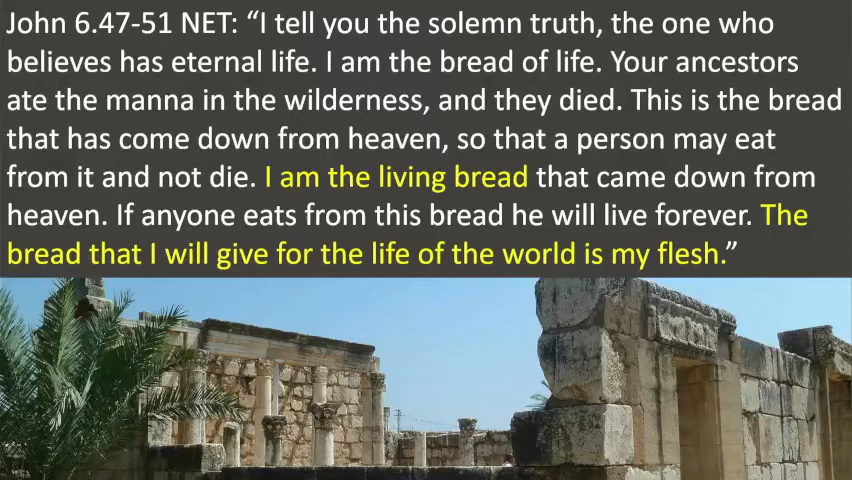 John 6.47-51 NET: “I tell you the solemn truth, the one who
believes has eternal life. I am the bread of life. Your ancestors
ate the manna in the wilderness, and they died. This is the bread
that has come down from heaven, so that a person may eat
from it and not die. I am the living bread that came down from
heaven. If anyone eats from this bread he will live forever. The
bread that I will give for the life of the world is my flesh.”